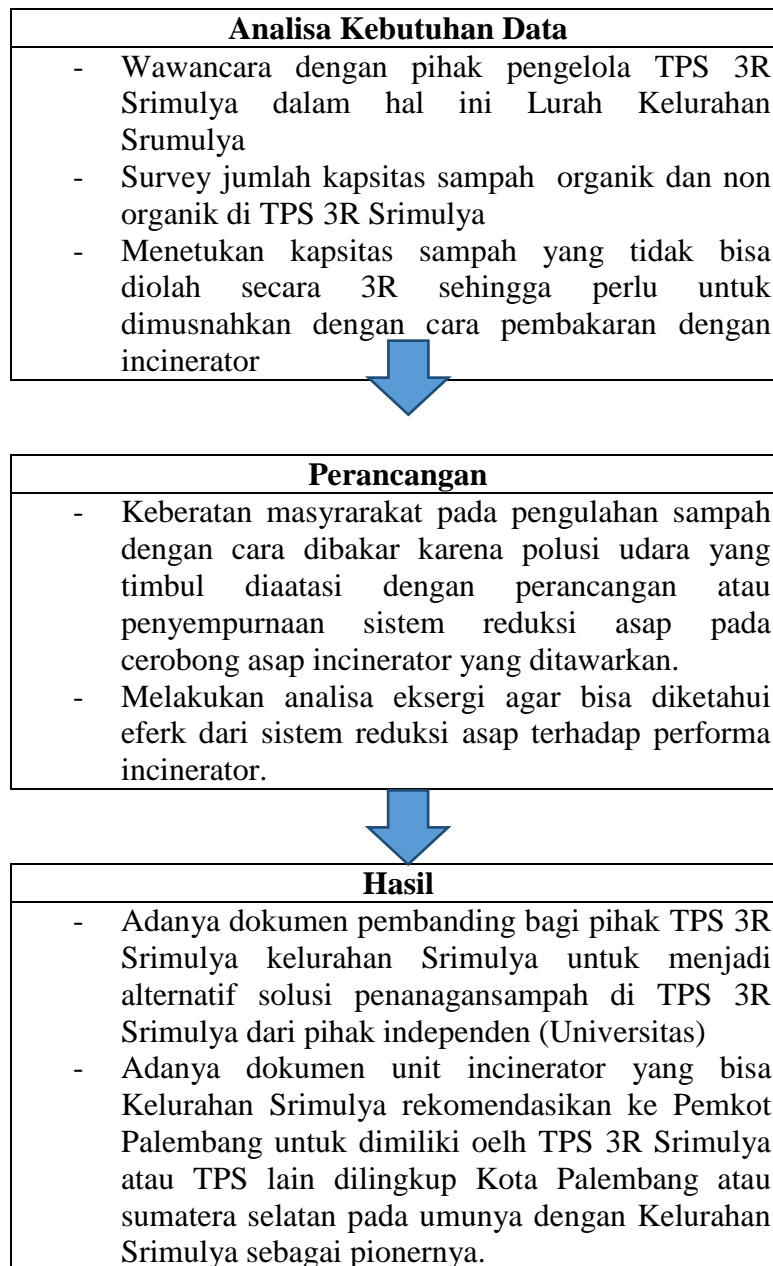 Analisa Kebutuhan Data
- Wawancara dengan pihak pengelola TPS 3R
Srimulya dalam hal ini Lurah Kelurahan
Srumulya
- Survey jumlah kapsitas sampah organik dan non
organik di TPS 3R Srimulya
- Menetukan kapsitas sampah yang tidak bisa
diolah secara 3R sehingga perlu untuk
dimusnahkan dengan cara pembakaran dengan
incinerator
Perancangan
- Keberatan masyrarakat pada pengulahan sampah
dengan cara dibakar karena polusi udara yang
timbul diaatasi dengan perancangan atau
penyempurnaan sistem reduksi asap pada
cerobong asap incinerator yang ditawarkan.
- Melakukan analisa eksergi agar bisa diketahui
eferk dari sistem reduksi asap terhadap performa
incinerator.
Hasil
- Adanya dokumen pembanding bagi pihak TPS 3R
Srimulya kelurahan Srimulya untuk menjadi
alternatif solusi penanagansampah di TPS 3R
Srimulya dari pihak independen (Universitas)
- Adanya dokumen unit incinerator yang bisa
Kelurahan Srimulya rekomendasikan ke Pemkot
Palembang untuk dimiliki oelh TPS 3R Srimulya
atau TPS lain dilingkup Kota Palembang atau
sumatera selatan pada umunya dengan Kelurahan
Srimulya sebagai pionernya.